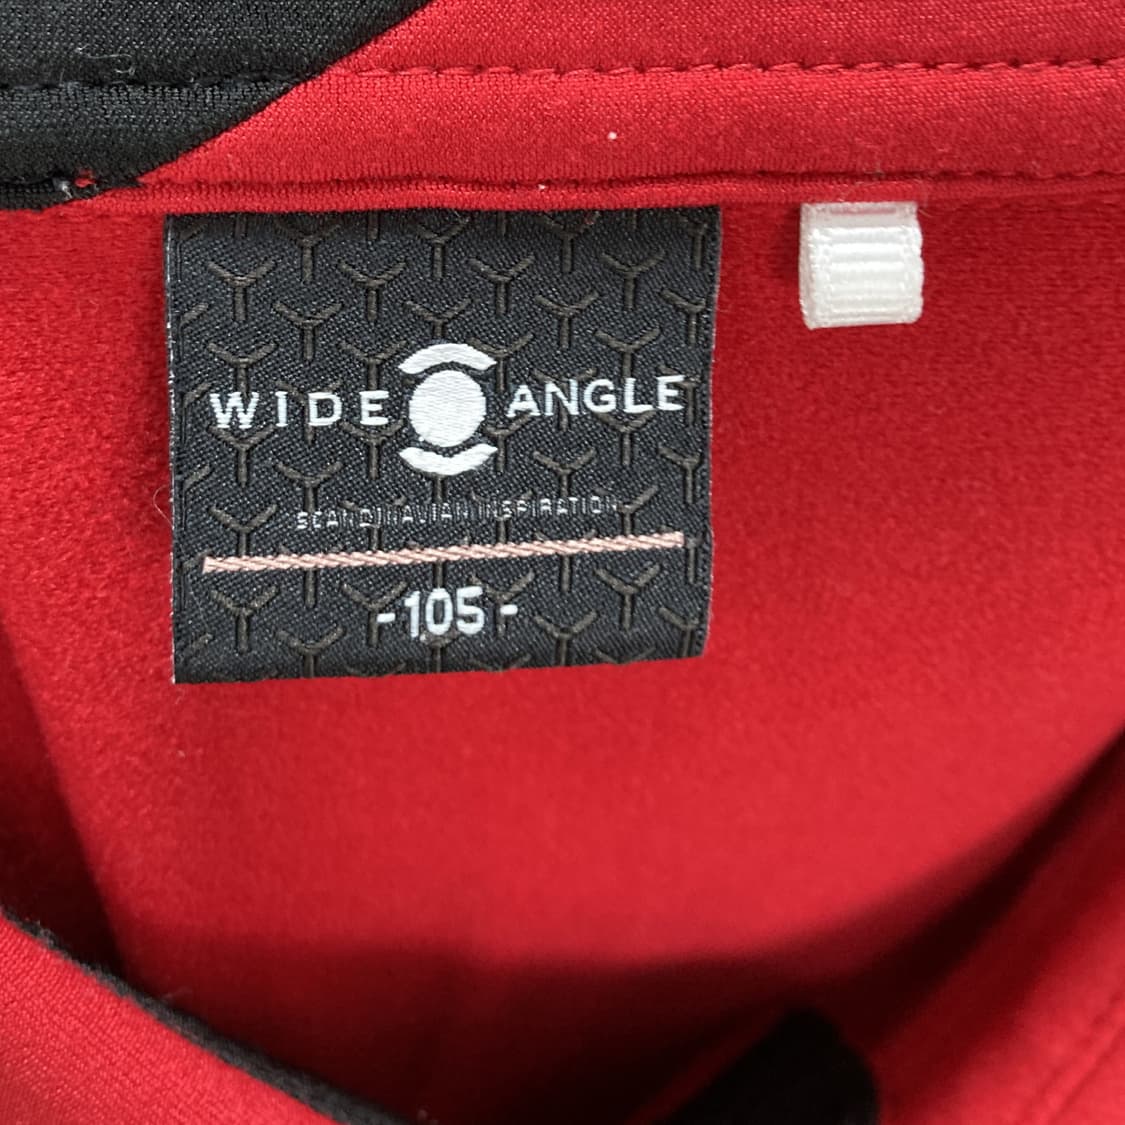 WIDE ANGLE
SCANDINAVIAN INSPIRATION
-105-